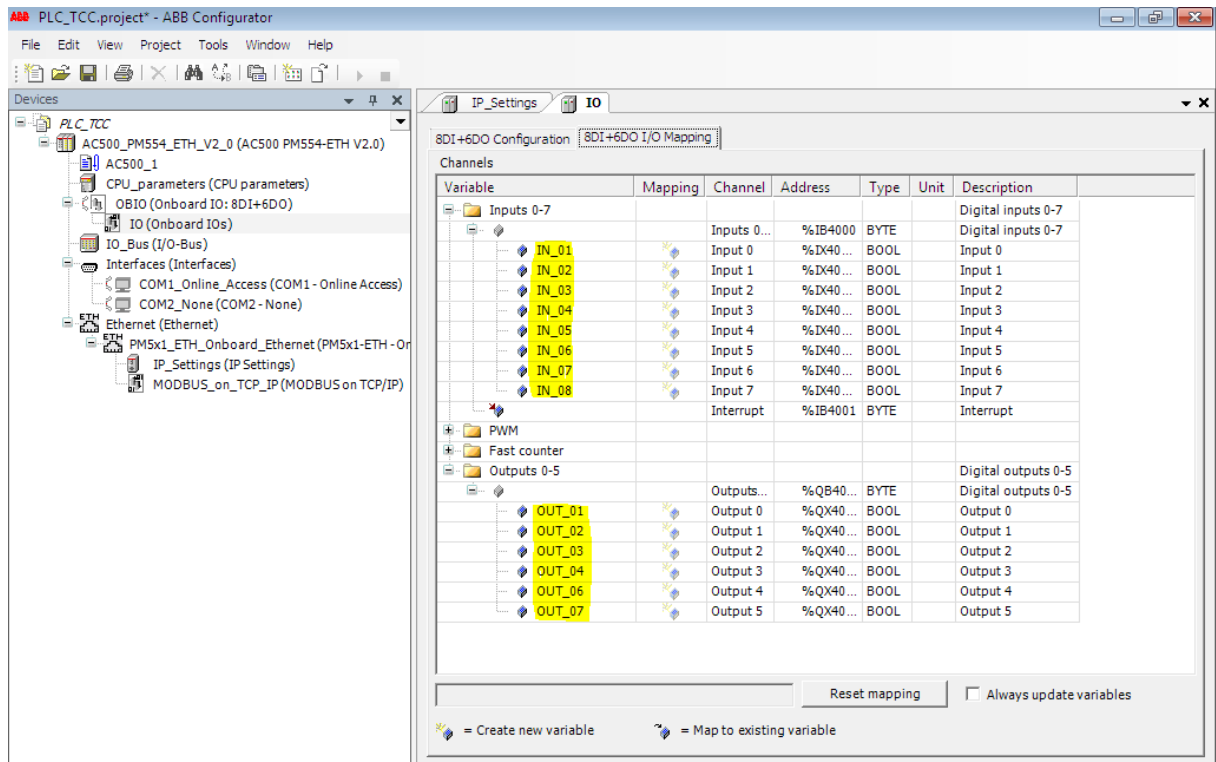 ABB PLC_TCC.project* - ABB Configurator
File Edit View Project Tools Window Help
Devices
PLC_TCC
AC500_PM554_ETH_V2_0 (AC500 PM554-ETH V2.0)
AC500_1
CPU_parameters (CPU parameters)
OBIO (Onboard IO: 8DI+6DO)
IO (Onboard IOs)
IO_Bus (I/O-Bus)
Interfaces (Interfaces)
COM1_Online_Access (COM1 - Online Access)
COM2_None (COM2 - None)
ETH Ethernet (Ethernet)
ETH PM5x1_ETH_Onboard_Ethernet (PM5x1-ETH - Or
IP_Settings (IP Settings)
MODBUS_on_TCP_IP (MODBUS on TCP/IP)
IP_Settings IO
8DI+6DO Configuration 8DI+6DO I/O Mapping
Channels
Variable Mapping Channel Address Type Unit Description
Inputs 0-7 Digital inputs 0-7
Inputs 0... %IB4000 BYTE Digital inputs 0-7
IN_01 Input 0 %IX40... BOOL Input 0
IN_02 Input 1 %IX40... BOOL Input 1
IN_03 Input 2 %IX40... BOOL Input 2
IN_04 Input 3 %IX40... BOOL Input 3
IN_05 Input 4 %IX40... BOOL Input 4
IN_06 Input 5 %IX40... BOOL Input 5
IN_07 Input 6 %IX40... BOOL Input 6
IN_08 Input 7 %IX40... BOOL Input 7
Interrupt %IB4001 BYTE Interrupt
PWM
Fast counter
Outputs 0-5 Digital outputs 0-5
Outputs... %QB40... BYTE Digital outputs 0-5
OUT_01 Output 0 %QX40... BOOL Output 0
OUT_02 Output 1 %QX40... BOOL Output 1
OUT_03 Output 2 %QX40... BOOL Output 2
OUT_04 Output 3 %QX40... BOOL Output 3
OUT_06 Output 4 %QX40... BOOL Output 4
OUT_07 Output 5 %QX40... BOOL Output 5
Reset mapping Always update variables
= Create new variable = Map to existing variable